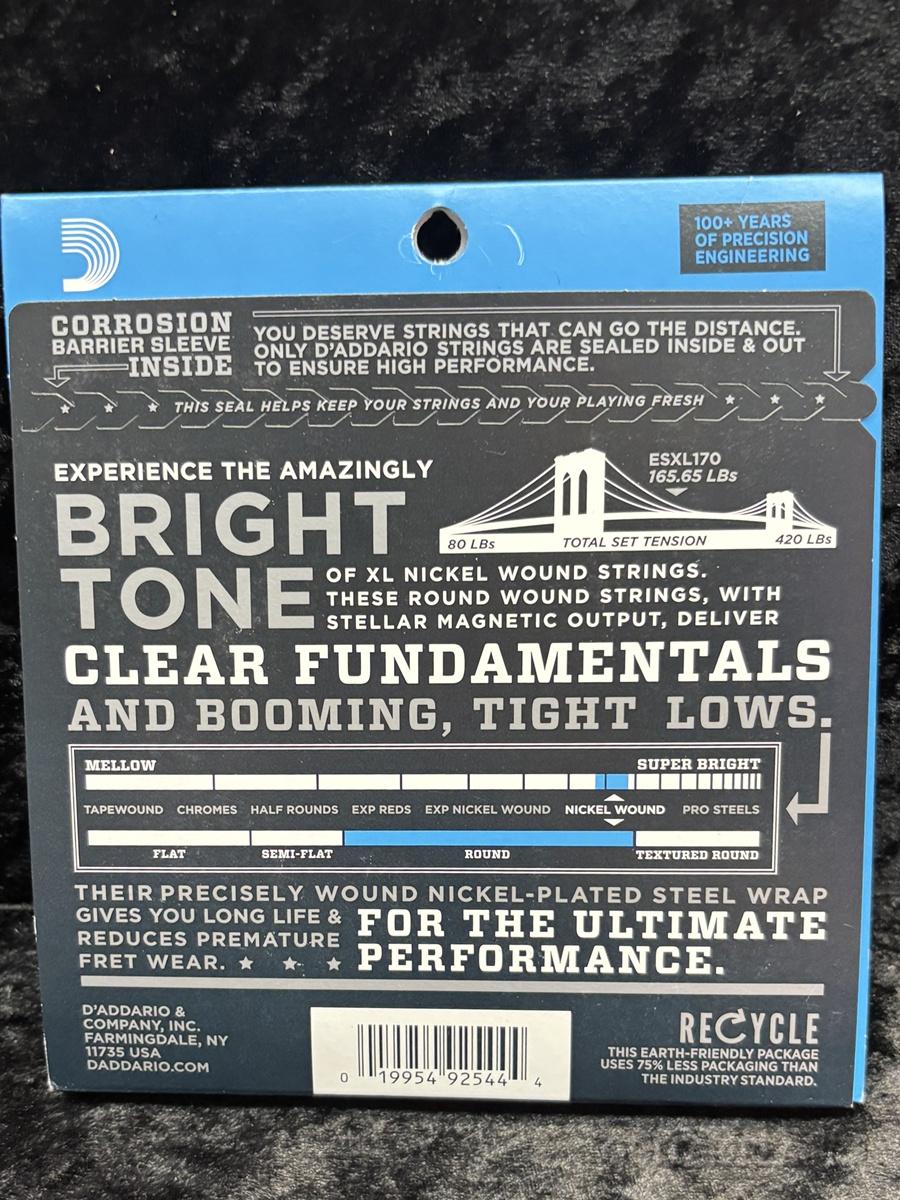 100+ YEARS
OF PRECISION
ENGINEERING
CORROSION
BARRIER SLEEVE
INSIDE
YOU DESERVE STRINGS THAT CAN GO THE DISTANCE.
ONLY D'ADDARIO STRINGS ARE SEALED INSIDE & OUT
TO ENSURE HIGH PERFORMANCE.
THIS SEAL HELPS KEEP YOUR STRINGS AND YOUR PLAYING FRESH
EXPERIENCE THE AMAZINGLY
BRIGHT
TONE
ESXL170
165.65 LBs
80 LBs TOTAL SET TENSION 420 LBs
OF XL NICKEL WOUND STRINGS.
THESE ROUND WOUND STRINGS, WITH
STELLAR MAGNETIC OUTPUT, DELIVER
CLEAR FUNDAMENTALS
AND BOOMING, TIGHT LOWS.
MELLOW SUPER BRIGHT
TAPEWOUND CHROMES HALF ROUNDS EXP REDS EXP NICKEL WOUND NICKEL WOUND PRO STEELS
FLAT SEMI-FLAT ROUND TEXTURED ROUND
THEIR PRECISELY WOUND NICKEL-PLATED STEEL WRAP
GIVES YOU LONG LIFE &
REDUCES PREMATURE
FRET WEAR.
FOR THE ULTIMATE
PERFORMANCE.
D'ADDARIO &
COMPANY, INC.
FARMINGDALE, NY
11735 USA
DADDARIO.COM
0 19954 92544 4
RECYCLE
THIS EARTH-FRIENDLY PACKAGE
USES 75% LESS PACKAGING THAN
THE INDUSTRY STANDARD.